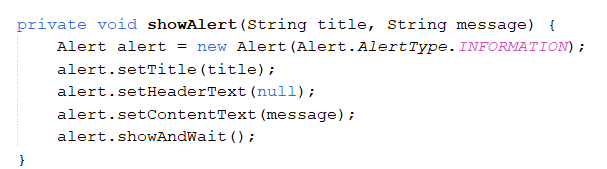 private void showAlert(String title, String message) {
    Alert alert = new Alert(Alert.AlertType.INFORMATION);
    alert.setTitle(title);
    alert.setHeaderText(null);
    alert.setContentText(message);
    alert.showAndWait();
}